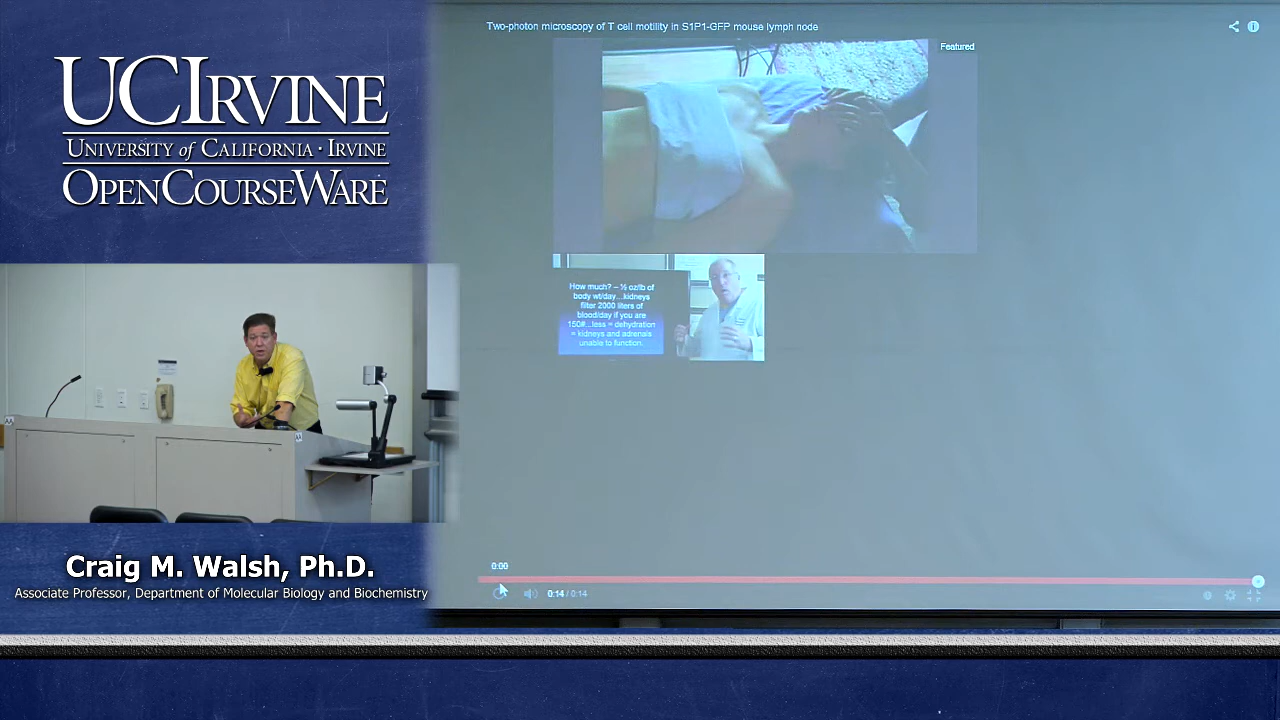 UCIRVINE
UNIVERSITY of CALIFORNIA · IRVINE
OPENCOURSEWARE
Craig M. Walsh, Ph.D.
Associate Professor, Department of Molecular Biology and Biochemistry
Two-photon microscopy of T cell motility in S1P1-GFP mouse lymph node
Featured
How much? – ½ oz/lb of
body wt/day...kidneys
filter 2000 liters of
blood/day if you are
150#...less = dehydration
= kidneys and adrenals
unable to function.
0:00
0:14 / 0:14